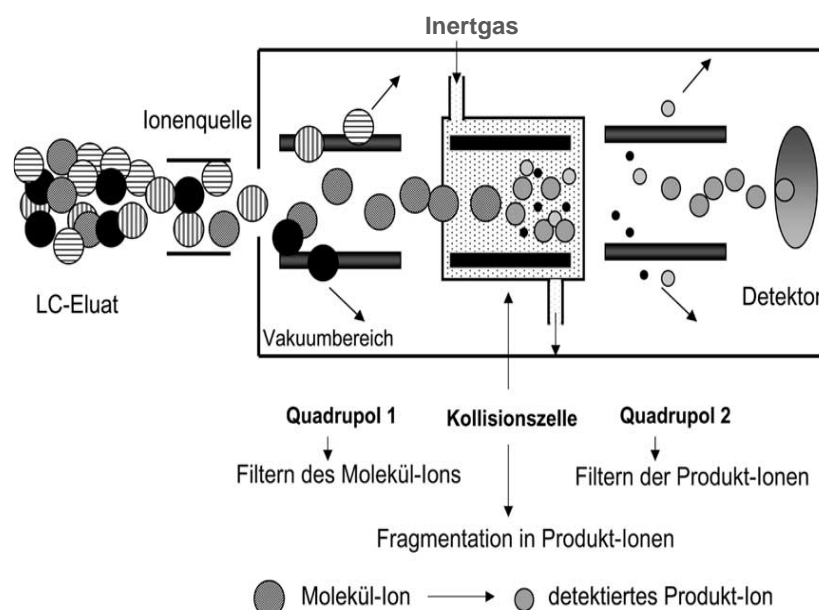 Inertgas
Ionenquelle
LC-Eluat
Detektor
Vakuumbereich
Quadrupol 1
Kollisionszelle
Quadrupol 2
Filtern des Molekül-Ions
Filtern der Produkt-Ionen
Fragmentation in Produkt-Ionen
Molekül-Ion
detektiertes Produkt-Ion